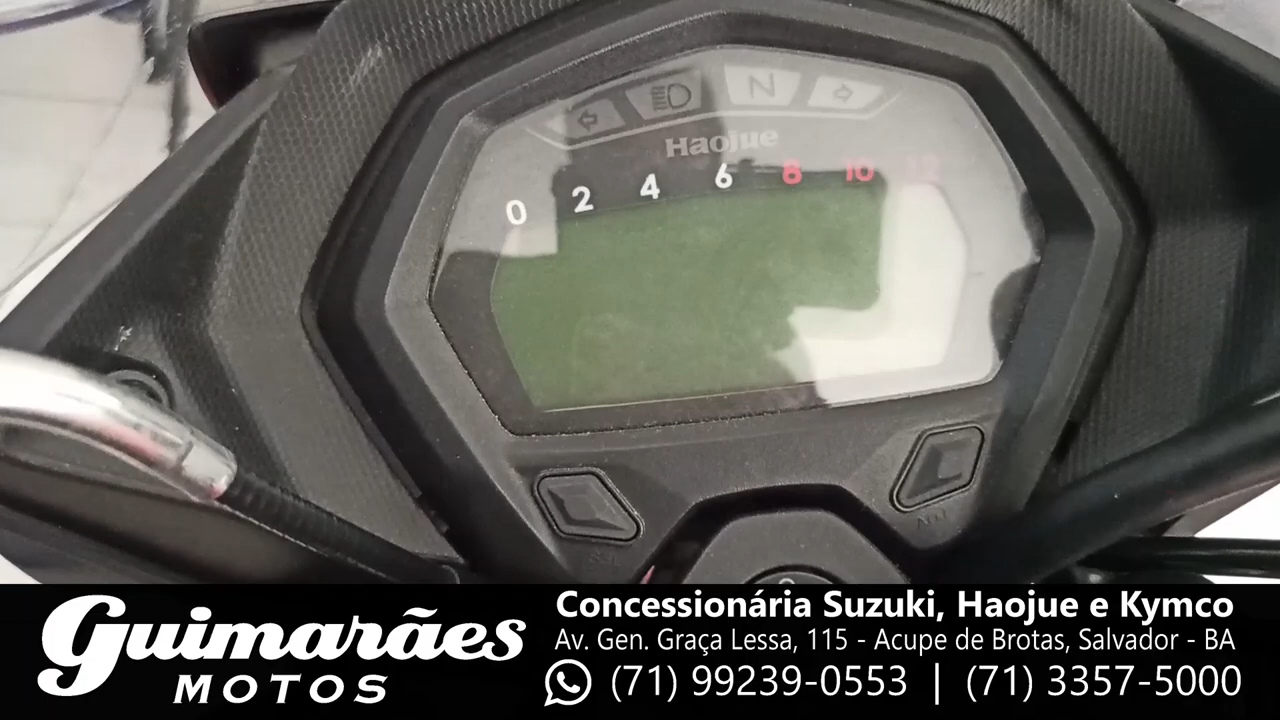 N
Haojue
0 2 4 6 8 10 12
ADJ
Guimarães
MOTOS
Concessionária Suzuki, Haojue e Kymco
Av. Gen. Graça Lessa, 115 - Acupe de Brotas, Salvador - BA
(71) 99239-0553 | (71) 3357-5000